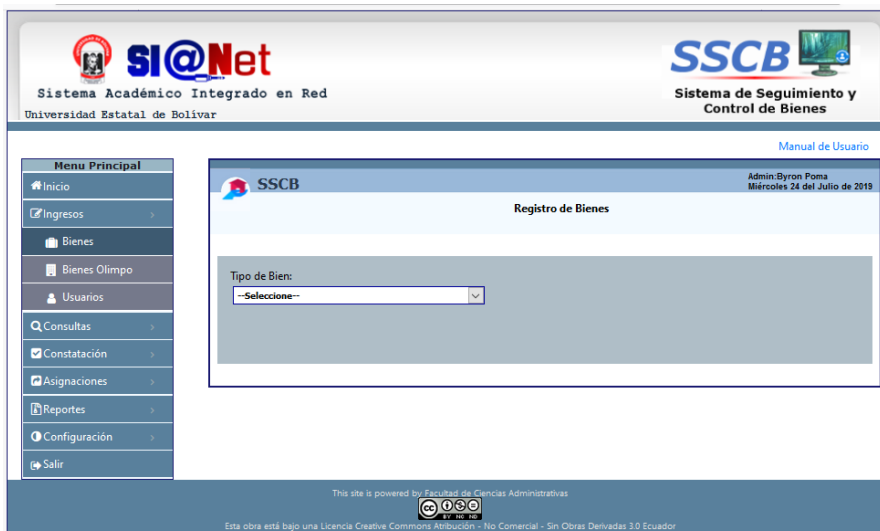 SI@Net
Sistema Académico Integrado en Red
Universidad Estatal de Bolívar
SSCB
Sistema de Seguimiento y
Control de Bienes
Manual de Usuario
Menu Principal
Inicio
Ingresos
Bienes
Bienes Olimpo
Usuarios
Consultas
Constatación
Asignaciones
Reportes
Configuración
Salir
SSCB
Admin:Byron Poma
Miércoles 24 del Julio de 2019
Registro de Bienes
Tipo de Bien:
--Seleccione--
This site is powered by Facultad de Ciencias Administrativas
cc
BY NC ND
Esta obra está bajo una Licencia Creative Commons Atribución - No Comercial - Sin Obras Derivadas 3.0 Ecuador